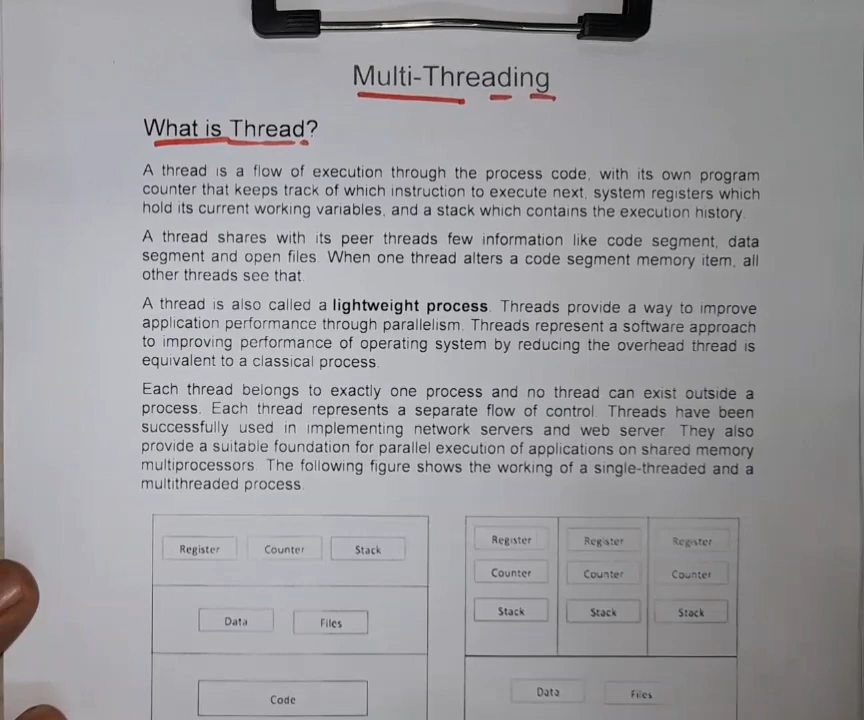 Multi-Threading
What is Thread?
A thread is a flow of execution through the process code, with its own program
counter that keeps track of which instruction to execute next, system registers which
hold its current working variables, and a stack which contains the execution history.
A thread shares with its peer threads few information like code segment, data
segment and open files. When one thread alters a code segment memory item, all
other threads see that.
A thread is also called a lightweight process. Threads provide a way to improve
application performance through parallelism. Threads represent a software approach
to improving performance of operating system by reducing the overhead thread is
equivalent to a classical process.
Each thread belongs to exactly one process and no thread can exist outside a
process. Each thread represents a separate flow of control. Threads have been
successfully used in implementing network servers and web server. They also
provide a suitable foundation for parallel execution of applications on shared memory
multiprocessors. The following figure shows the working of a single-threaded and a
multithreaded process.
Register Counter Stack
Data Files
Code
Register Register Register
Counter Counter Counter
Stack Stack Stack
Data Files